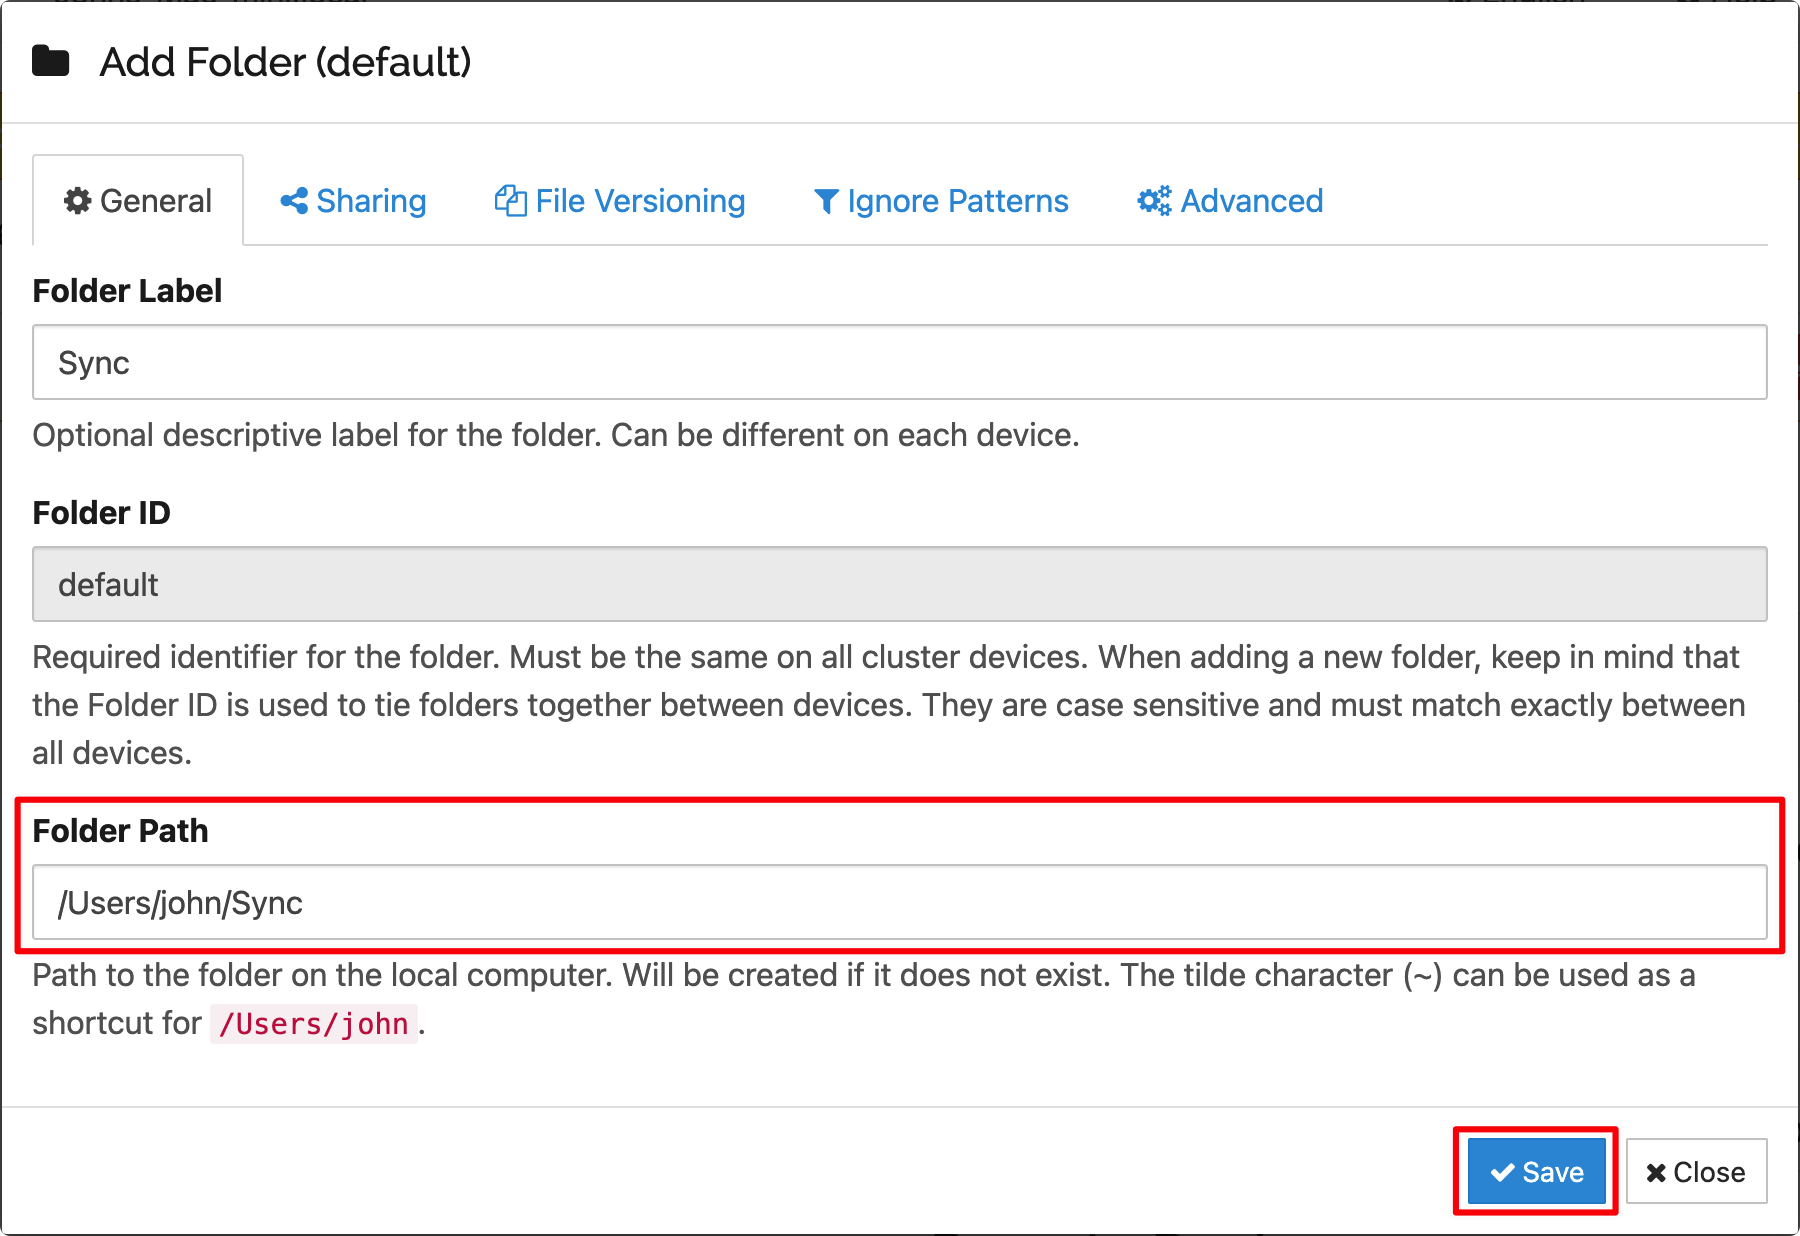 Add Folder (default)
General Sharing File Versioning Ignore Patterns Advanced
Folder Label
Sync
Optional descriptive label for the folder. Can be different on each device.
Folder ID
default
Required identifier for the folder. Must be the same on all cluster devices. When adding a new folder, keep in mind that
the Folder ID is used to tie folders together between devices. They are case sensitive and must match exactly between
all devices.
Folder Path
/Users/john/Sync
Path to the folder on the local computer. Will be created if it does not exist. The tilde character (~) can be used as a
shortcut for /Users/john.
Save Close